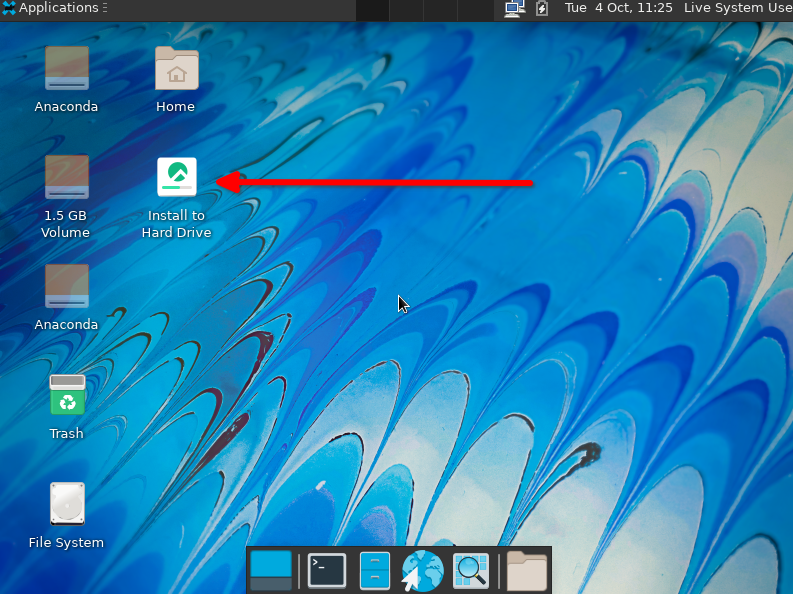 Applications
Tue 4 Oct, 11:25 Live System Use
Anaconda
Home
1.5 GB
Volume
Install to
Hard Drive
Anaconda
Trash
File System